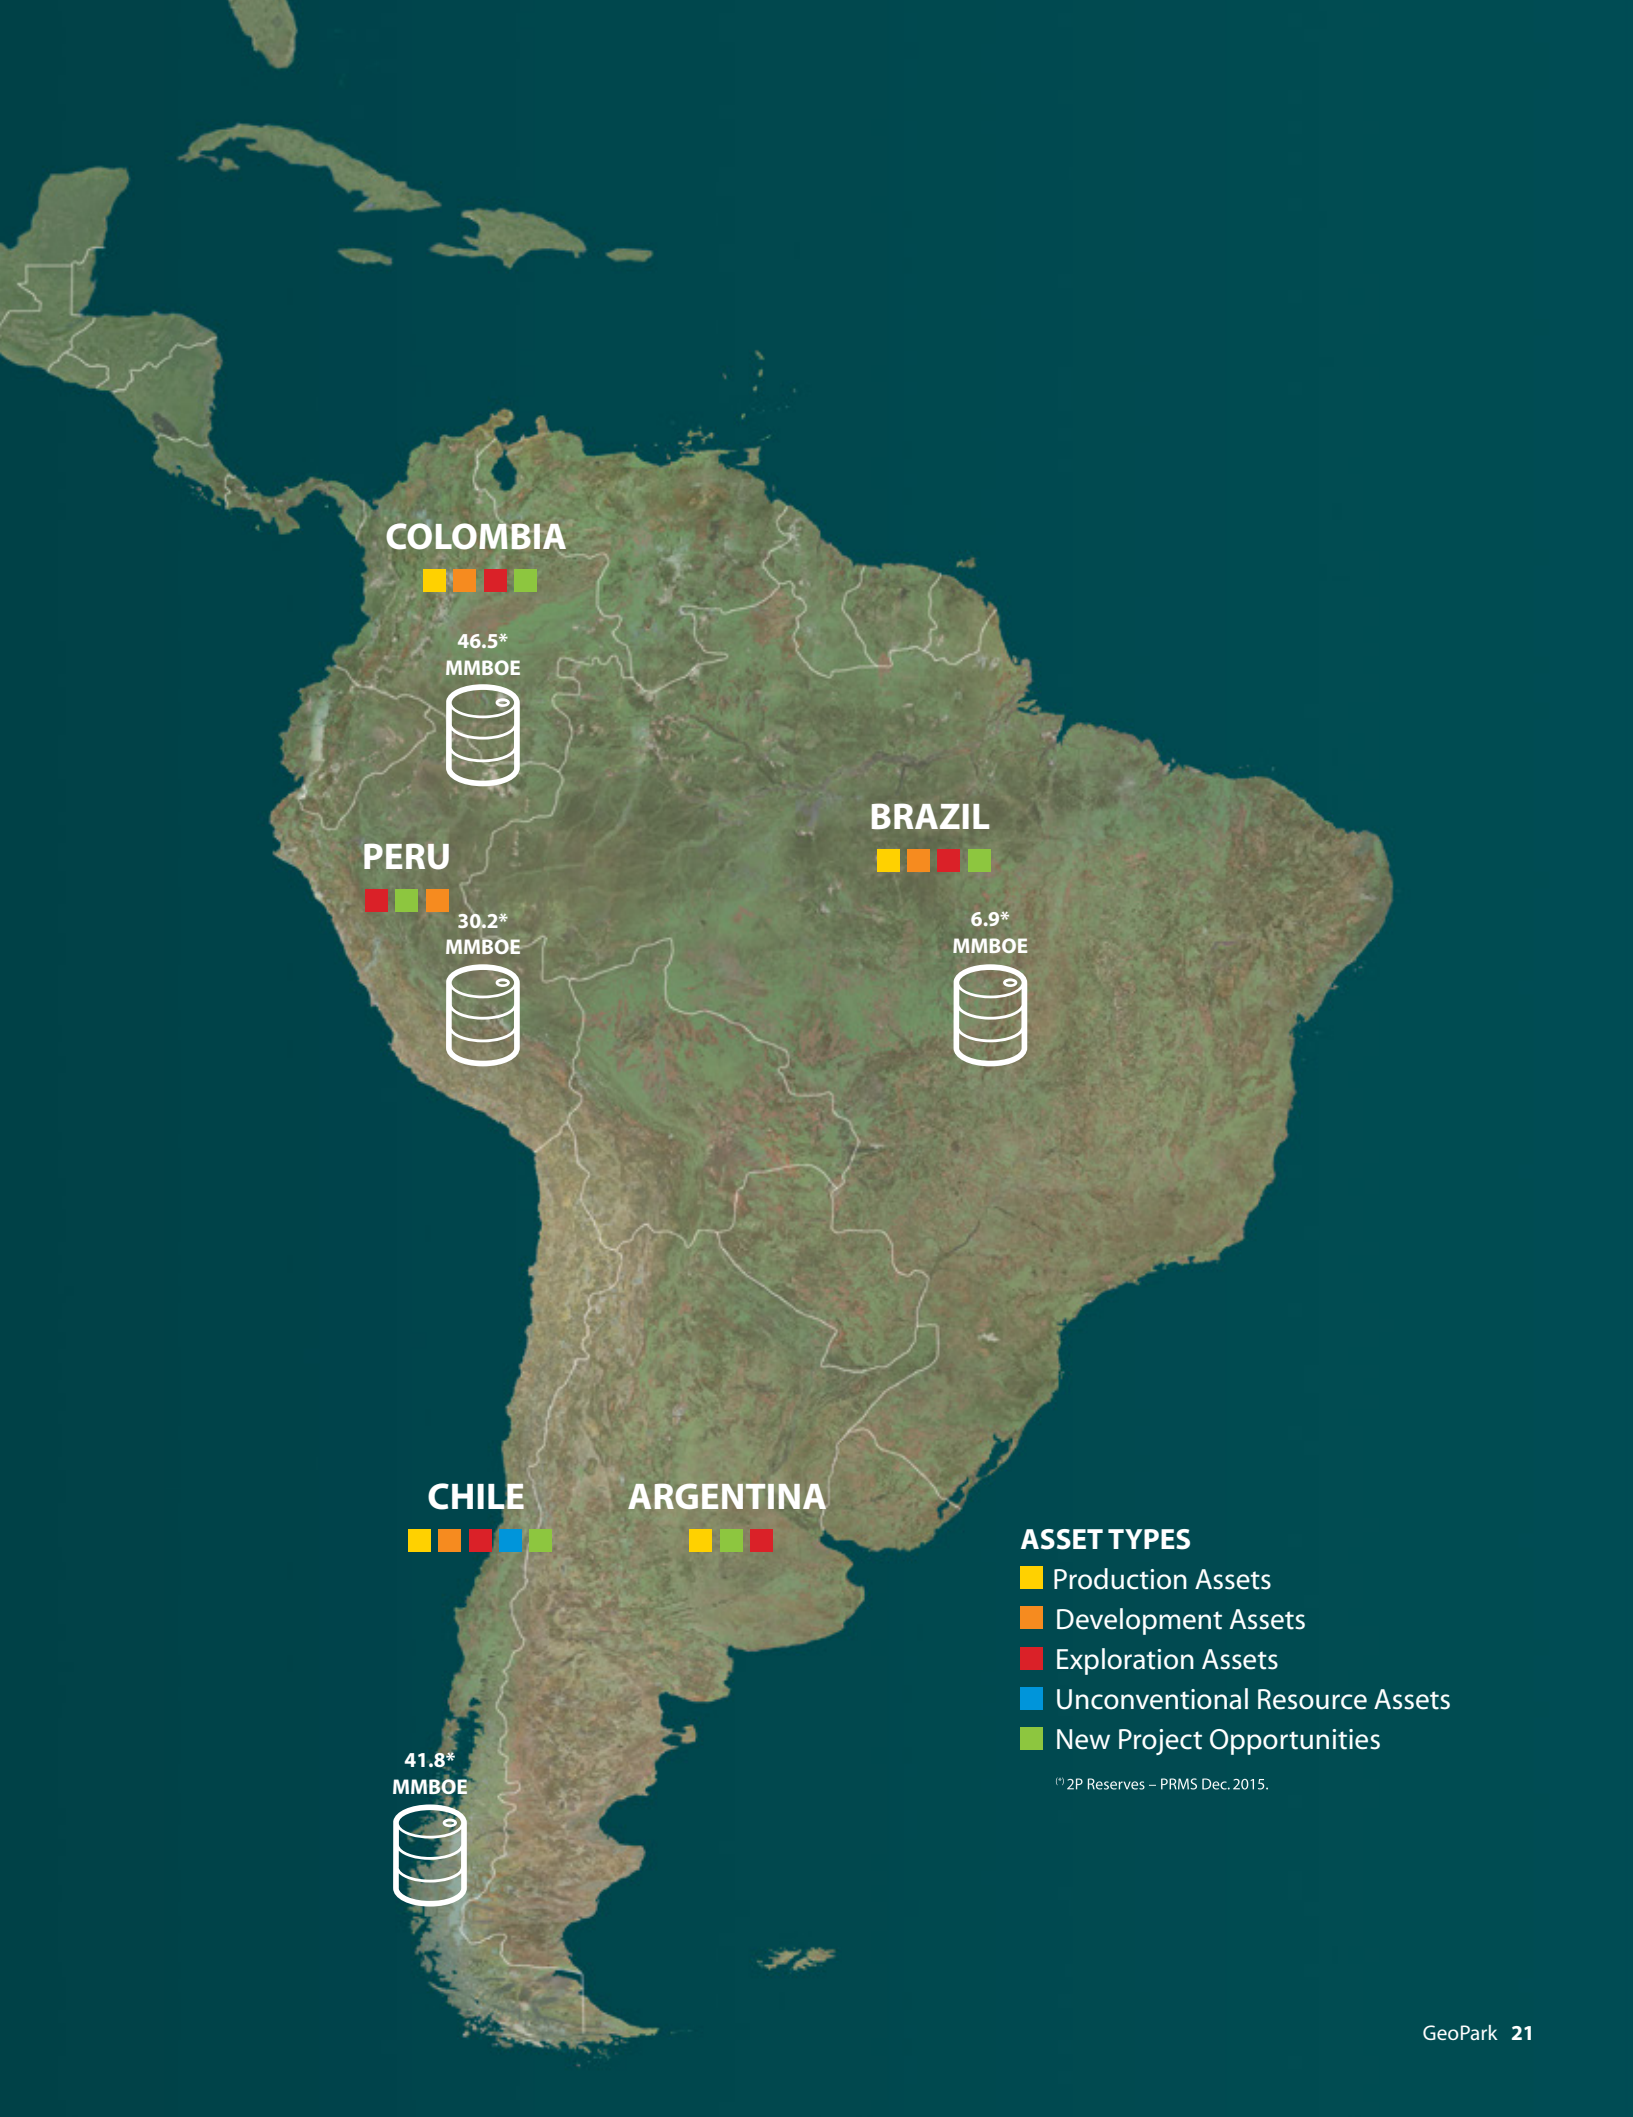 COLOMBIA
46.5*
MMBOE
BRAZIL
PERU
30.2*
MMBOE
6.9*
MMBOE
CHILE
ARGENTINA
ASSET TYPES
Production Assets
Development Assets
Exploration Assets
Unconventional Resource Assets
New Project Opportunities
(*) 2P Reserves – PRMS Dec. 2015.
41.8*
MMBOE
GeoPark 21